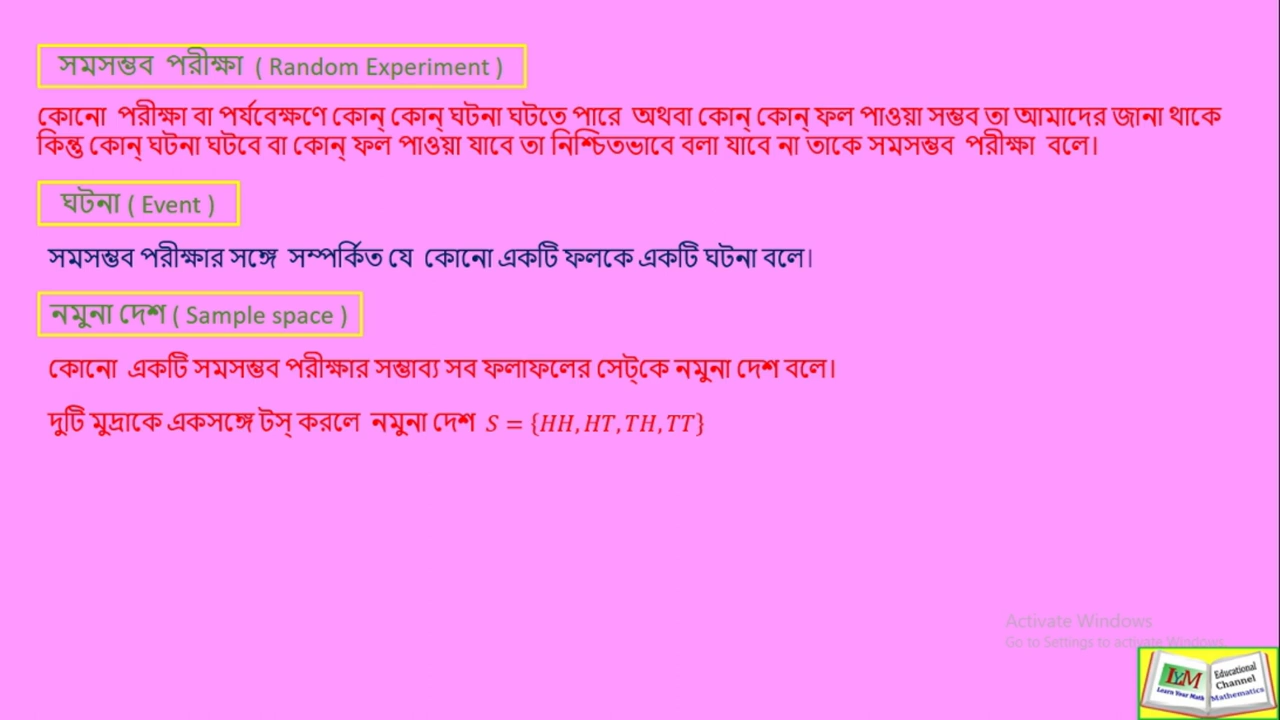 সমসম্ভব পরীক্ষা ( Random Experiment )
কোনো পরীক্ষা বা পর্যবেক্ষণে কোন্ কোন্ ঘটনা ঘটতে পারে অথবা কোন্ কোন্ ফল পাওয়া সম্ভব তা আমাদের জানা থাকে
কিন্তু কোন্ ঘটনা ঘটবে বা কোন্ ফল পাওয়া যাবে তা নিশ্চিতভাবে বলা যাবে না তাকে সমসম্ভব পরীক্ষা বলে।
ঘটনা ( Event )
সমসম্ভব পরীক্ষার সঙ্গে সম্পর্কিত যে কোনো একটি ফলকে একটি ঘটনা বলে।
নমুনা দেশ ( Sample space )
কোনো একটি সমসম্ভব পরীক্ষার সম্ভাব্য সব ফলাফলের সেট্‌কে নমুনা দেশ বলে।
দুটি মুদ্রাকে একসঙ্গে টস্ করলে নমুনা দেশ S = {HH, HT, TH, TT}
Activate Windows
Go to Settings to activate Windows.
LYM
Learn Your Math
Educational
Channel
Mathematics